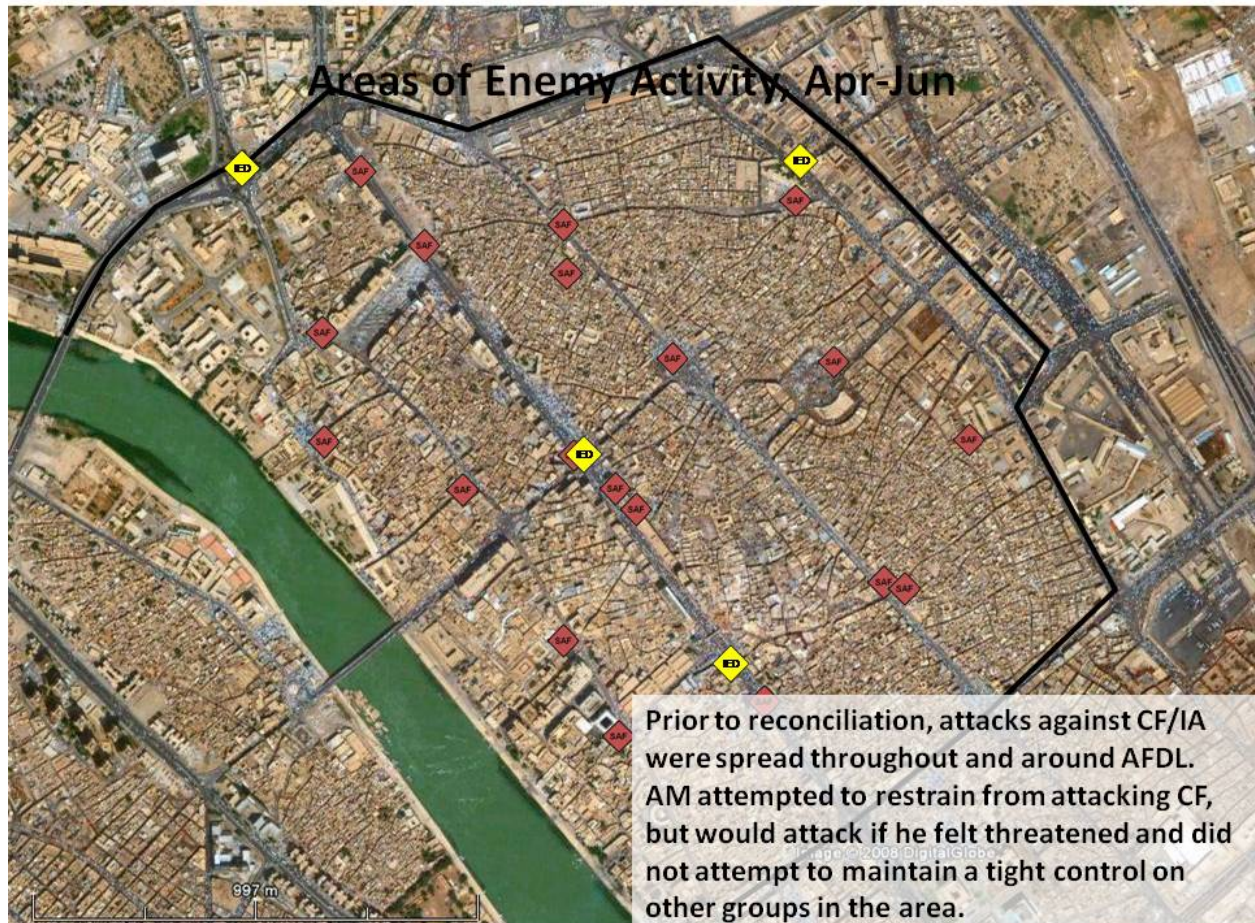 Areas of Enemy Activity, Apr-Jun
IED
IED
SAF
SAF
SAF
SAF
SAF
SAF
SAF
SAF
SAF
SAF
IED
SAF
SAF
SAF
SAF
SAF
SAF
IED
SAF
SAF
Prior to reconciliation, attacks against CF/IA
were spread throughout and around AFDL.
AM attempted to restrain from attacking CF,
but would attack if he felt threatened and did
Image © 2008 DigitalGlobe
not attempt to maintain a tight control on
other groups in the area.
997 m